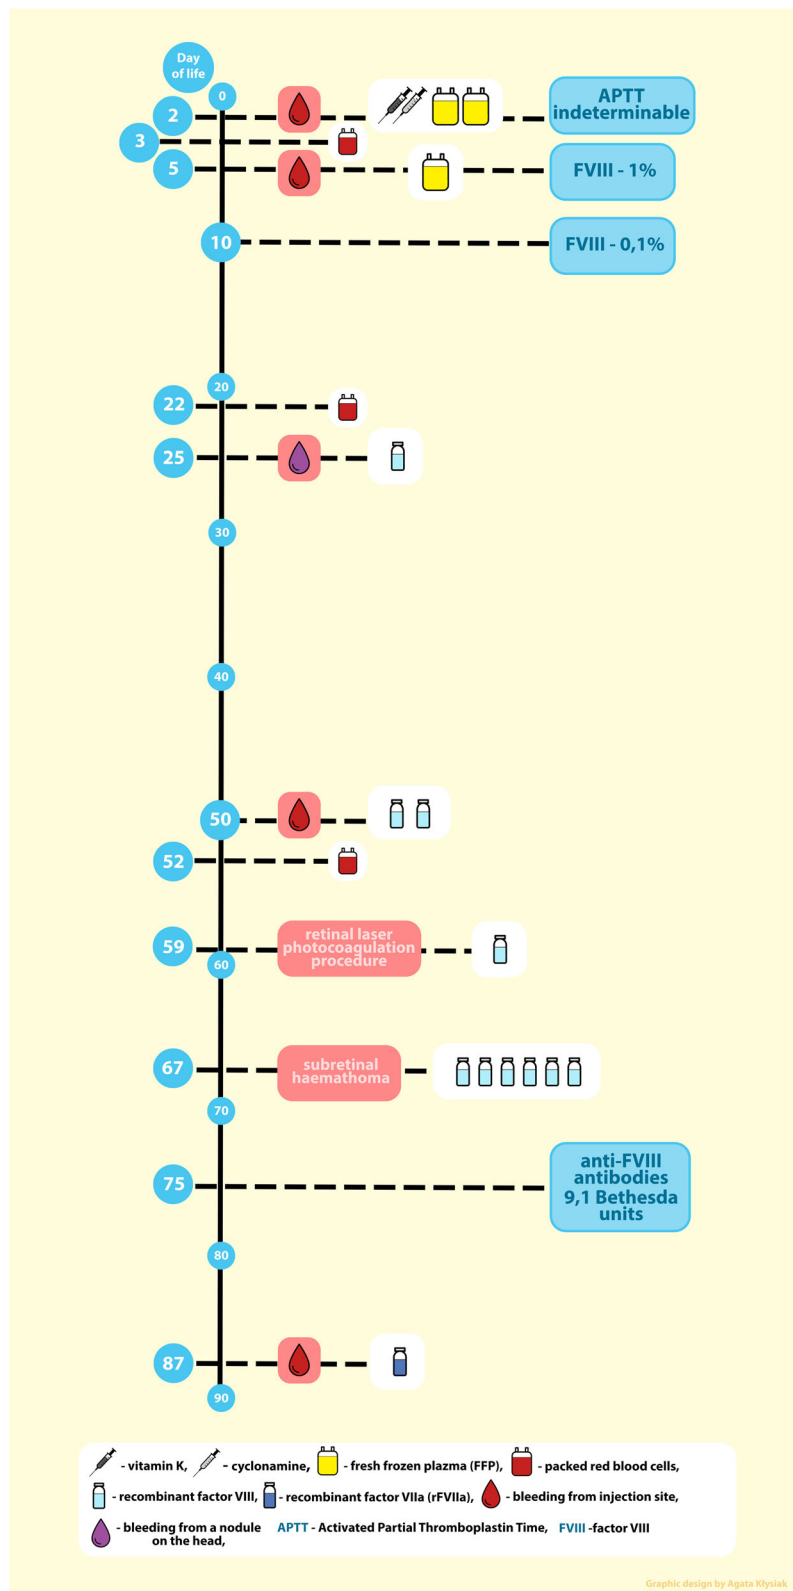 Day
of life
0
2
APTT
indeterminable
3
5
FVIII - 1%
10
FVIII - 0,1%
20
22
25
30
40
50
52
59
retinal laser
photocoagulation
procedure
60
67
subretinal
haemathoma
70
75
anti-FVIII
antibodies
9,1 Bethesda
units
80
87
90
- vitamin K, - cyclonamine, - fresh frozen plasma (FFP), - packed red blood cells,
- recombinant factor VIII, - recombinant factor VIIa (rFVIIa), - bleeding from injection site,
- bleeding from a nodule APTT - Activated Partial Thromboplastin Time, FVIII -factor VIII
on the head,
Graphic design by Agata Kłysiak